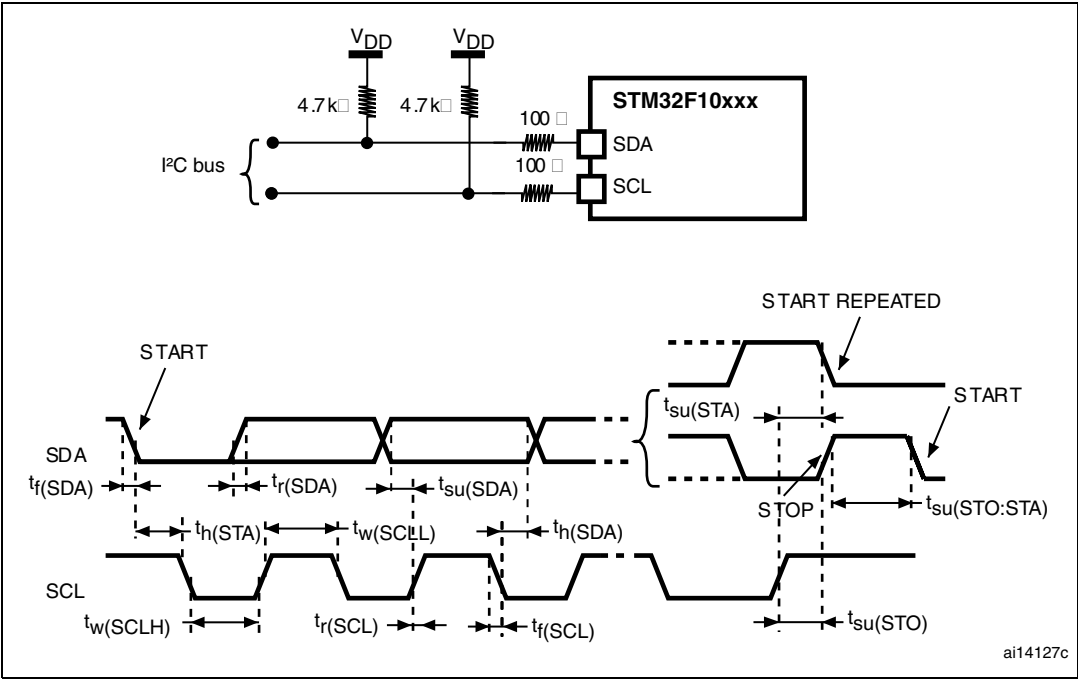 VDD VDD
4.7k□ 4.7k□
STM32F10xxx
100 □
SDA
100 □
I²C bus
SCL
START REPEATED
START
tsu(STA)
START
SDA
tf(SDA)
tr(SDA)
tsu(SDA)
STOP
tsu(STO:STA)
th(STA)
tw(SCLL)
th(SDA)
SCL
tw(SCLH)
tr(SCL)
tf(SCL)
tsu(STO)
ai14127c